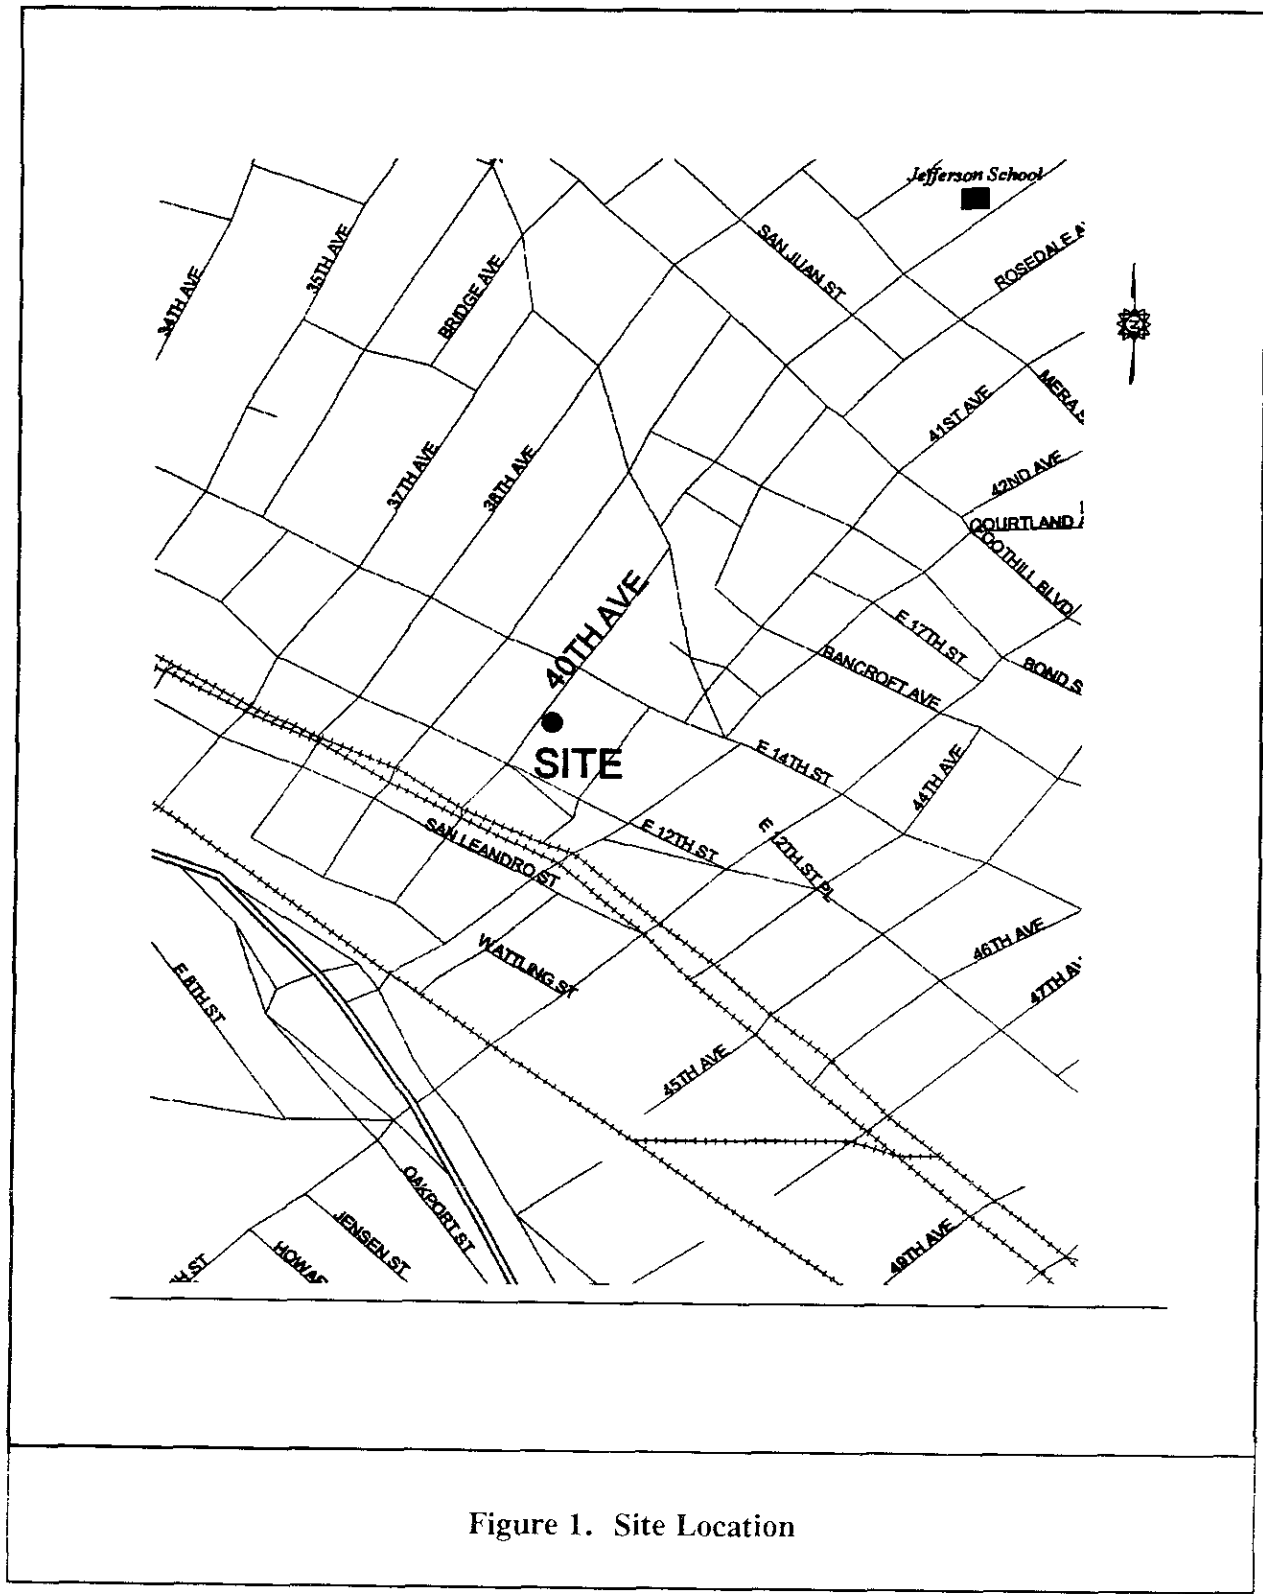 Jefferson School
SAN JUAN ST
ROSEDALE A
35TH AVE
34TH AVE
BRIDGE AVE
N
MERA S
41ST AVE
37TH AVE
38TH AVE
42ND AVE
COURTLAND A
FOOTHILL BLVD
40TH AVE
E 17TH ST
BANCROFT AVE
BOND S
SITE
E 14TH ST
44TH AVE
SAN LEANDRO ST
E 12TH ST
E 12TH ST PL
WATTLING ST
46TH AVE
47TH AV
E 8TH ST
45TH AVE
OAKPORT ST
JENSEN ST
HOWAR
H ST
49TH AVE
Figure 1. Site Location